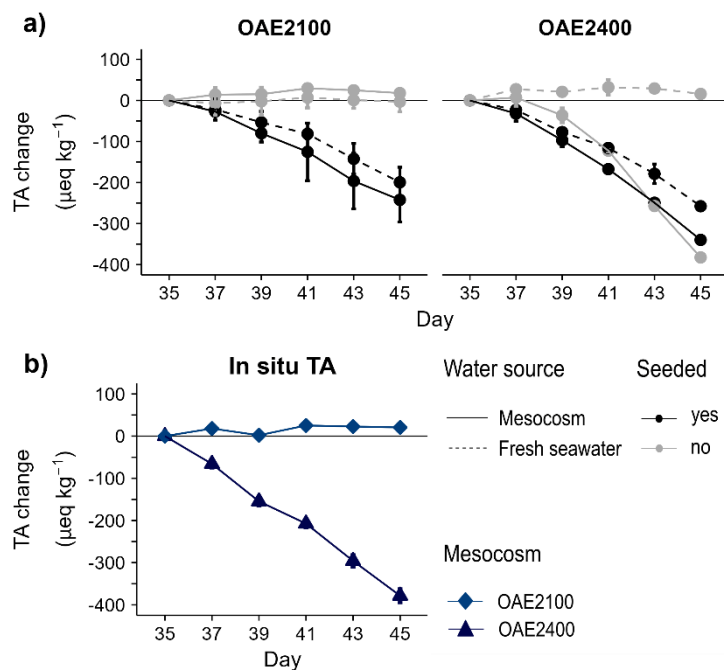 a)
OAE2100
OAE2400
TA change
(µeq kg⁻¹)
100
0
-100
-200
-300
-400
35 37 39 41 43 45
35 37 39 41 43 45
Day
b)
In situ TA
TA change
(µeq kg⁻¹)
100
0
-100
-200
-300
-400
35 37 39 41 43 45
Day
Water source
Mesocosm
Fresh seawater
Seeded
yes
no
Mesocosm
OAE2100
OAE2400